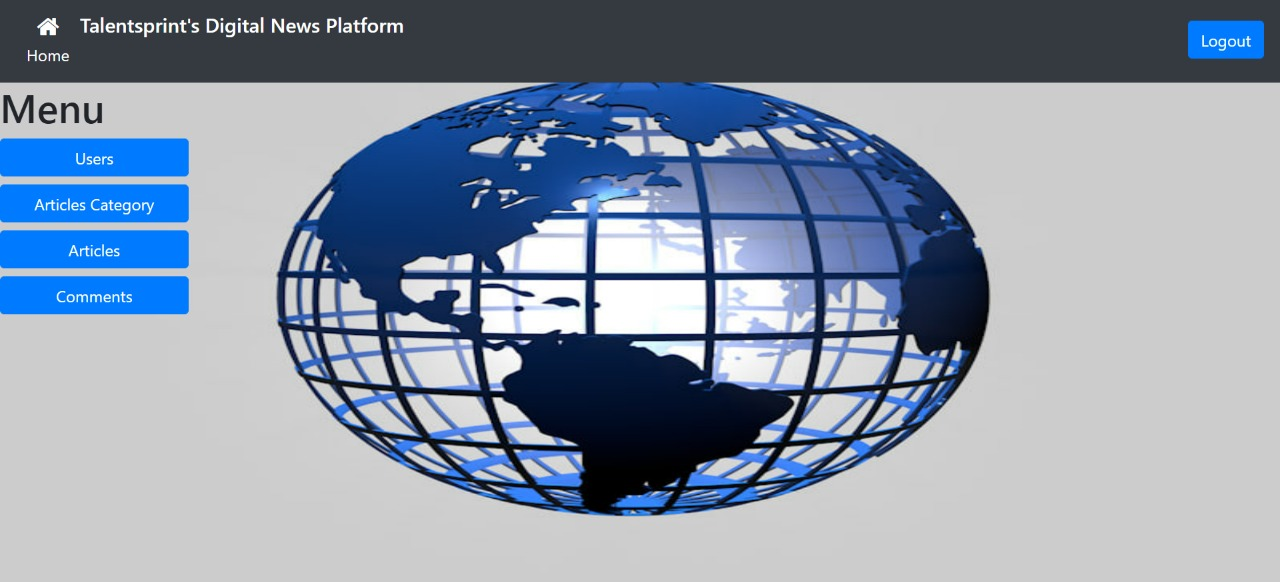 Talentsprint's Digital News Platform
Home
Logout
Menu
Users
Articles Category
Articles
Comments